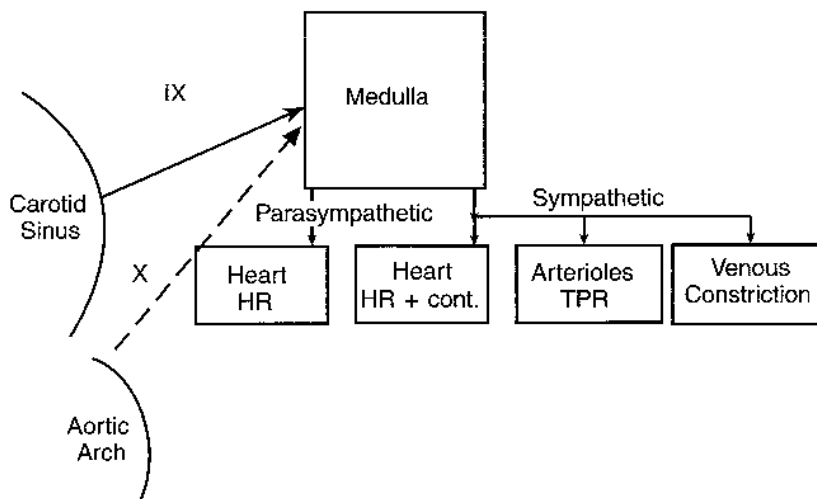 IX
Medulla
Carotid
Sinus
Parasympathetic
Sympathetic
X
Heart
HR
Heart
HR + cont.
Arterioles
TPR
Venous
Constriction
Aortic
Arch